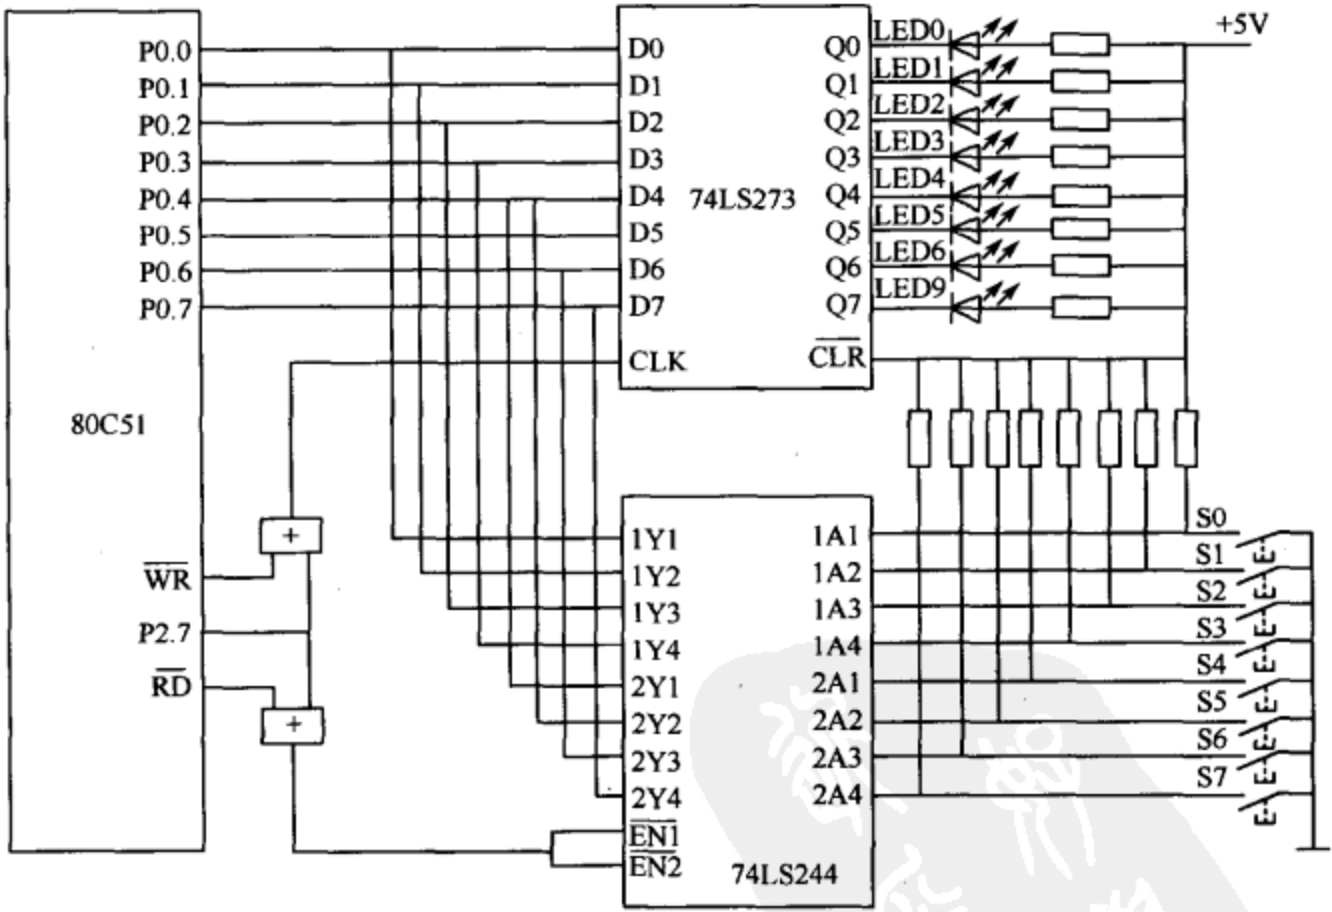 P0.0
P0.1
P0.2
P0.3
P0.4
P0.5
P0.6
P0.7
80C51
WR
P2.7
RD
+
+
D0
D1
D2
D3
D4
D5
D6
D7
CLK
74LS273
Q0
Q1
Q2
Q3
Q4
Q5
Q6
Q7
CLR
LED0
LED1
LED2
LED3
LED4
LED5
LED6
LED9
+5V
1Y1
1Y2
1Y3
1Y4
2Y1
2Y2
2Y3
2Y4
EN1
EN2
1A1
1A2
1A3
1A4
2A1
2A2
2A3
2A4
74LS244
S0
S1
S2
S3
S4
S5
S6
S7